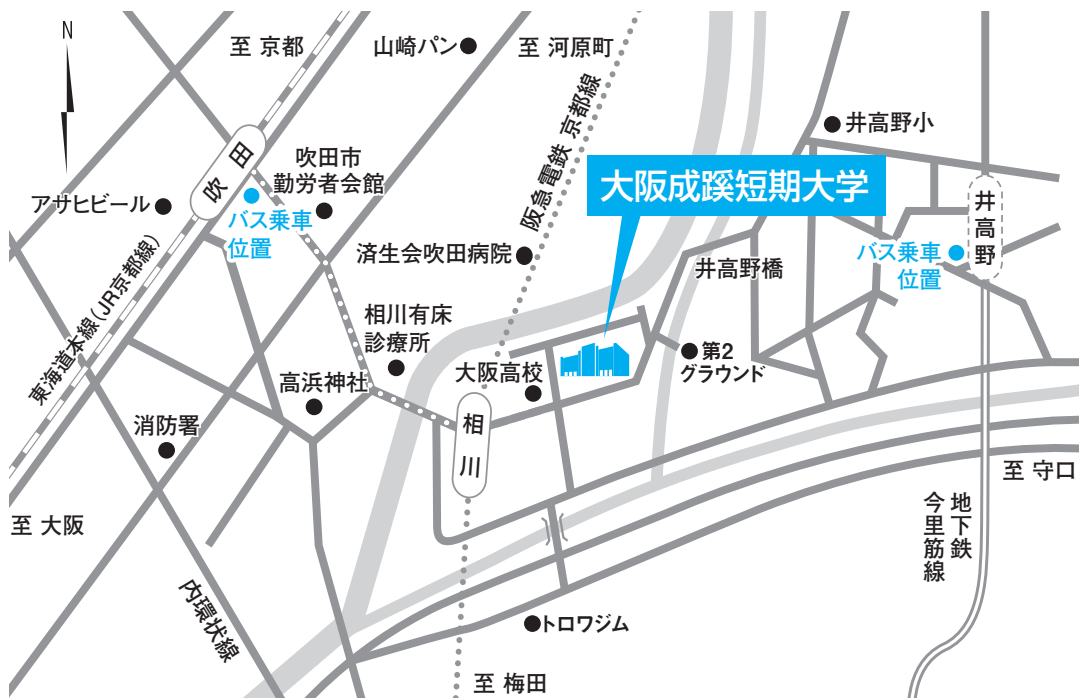 N
至 京都
山崎パン
至 河原町
井高野小
阪急電鉄 京都線
吹田
吹田市
勤労者会館
大阪成蹊短期大学
アサヒビール
バス乗車
位置
済生会吹田病院
井高野橋
井高野
バス乗車
位置
東海道本線(JR京都線)
相川有床
診療所
第2
グラウンド
高浜神社
大阪高校
相川
消防署
至 守口
至 大阪
地下鉄
今里筋線
内環状線
トロワジム
至 梅田